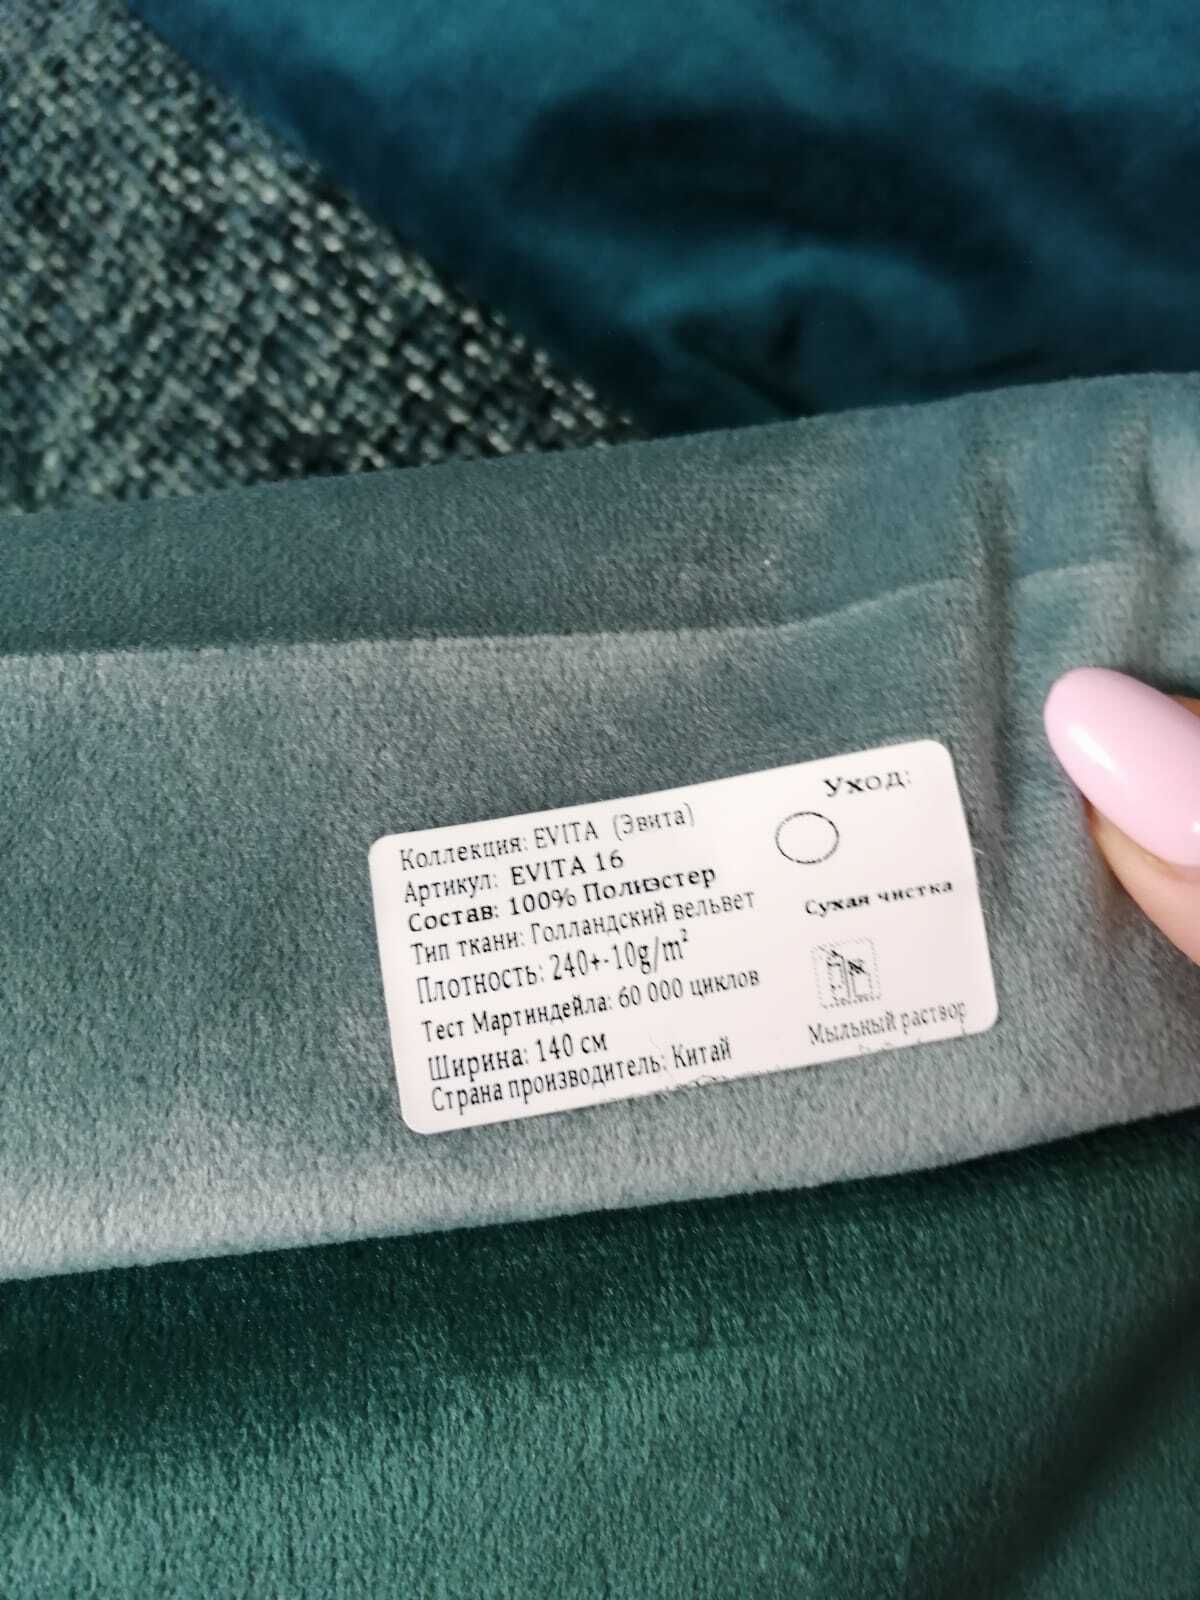 Коллекция: EVITA (Эвита)
Артикул: EVITA 16
Состав: 100% Полиэстер
Тип ткани: Голландский вельвет
Плотность: 240+-10g/m²
Тест Мартиндейла: 60 000 циклов
Ширина: 140 см
Страна производитель: Китай
Уход:
Сухая чистка
Мыльный раствор